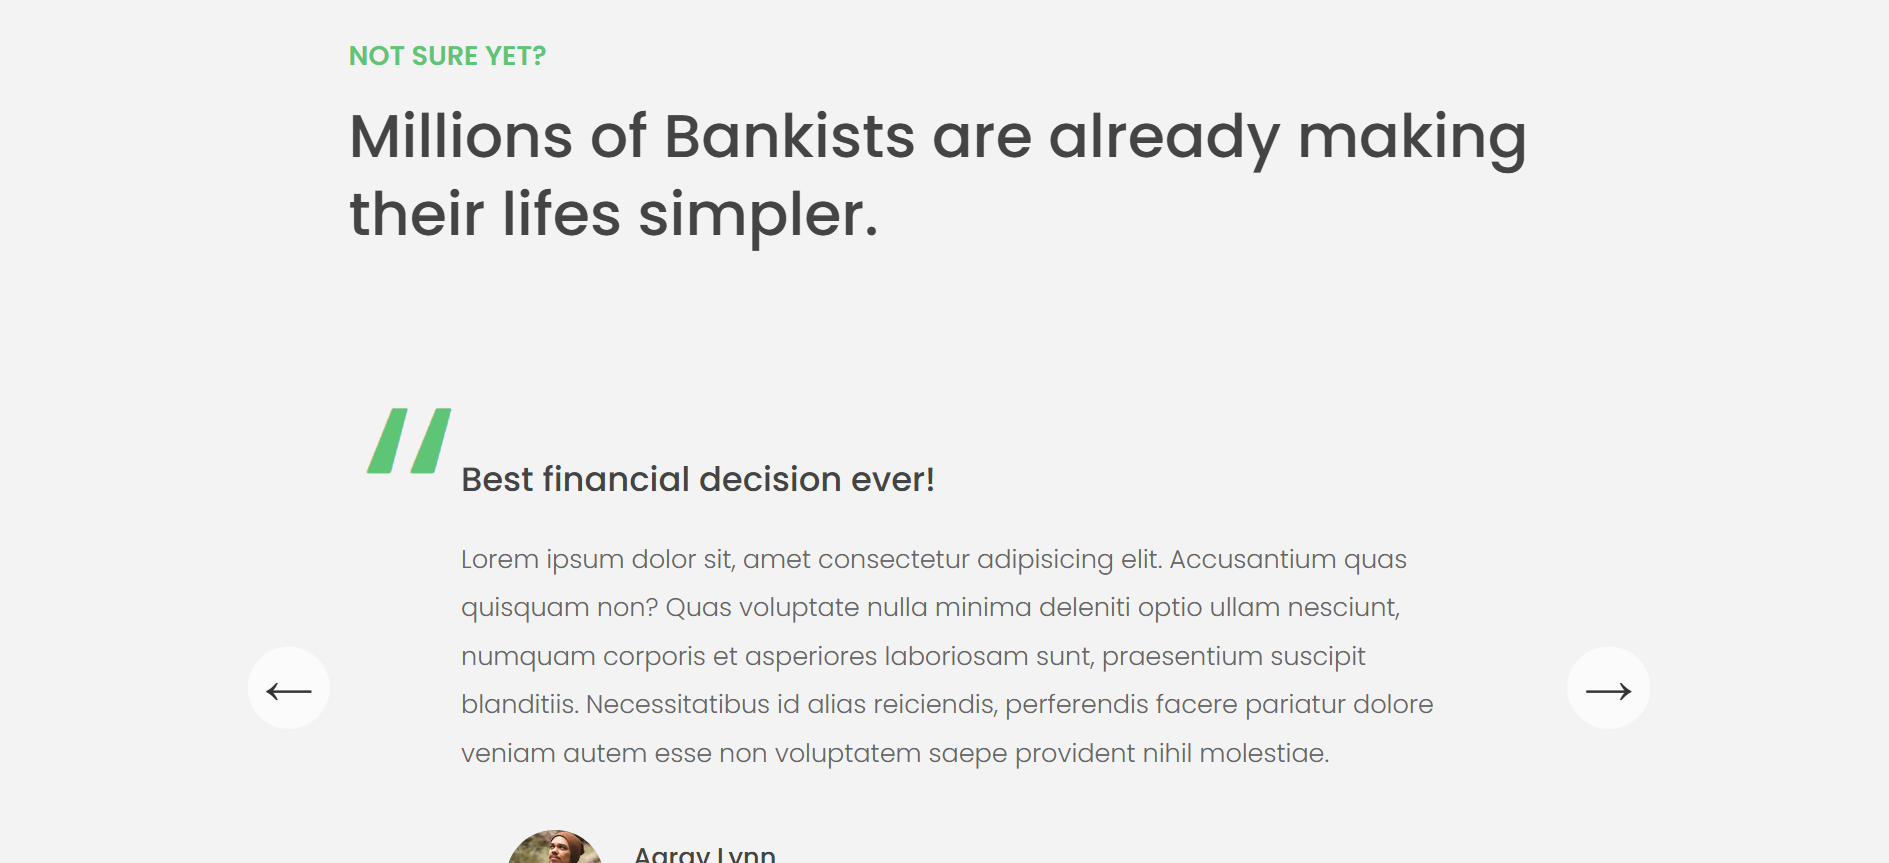 NOT SURE YET?
Millions of Bankists are already making
their lifes simpler.
“
Best financial decision ever!
Lorem ipsum dolor sit, amet consectetur adipisicing elit. Accusantium quas
quisquam non? Quas voluptate nulla minima deleniti optio ullam nesciunt,
numquam corporis et asperiores laboriosam sunt, praesentium suscipit
blanditiis. Necessitatibus id alias reiciendis, perferendis facere pariatur dolore
veniam autem esse non voluptatem saepe provident nihil molestiae.
← →
Aarav Lynn